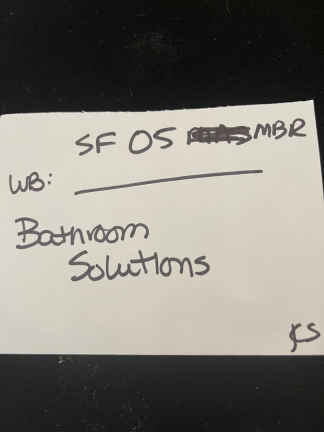 SF OS MBR
WB:
Bathroom
Solutions
KS